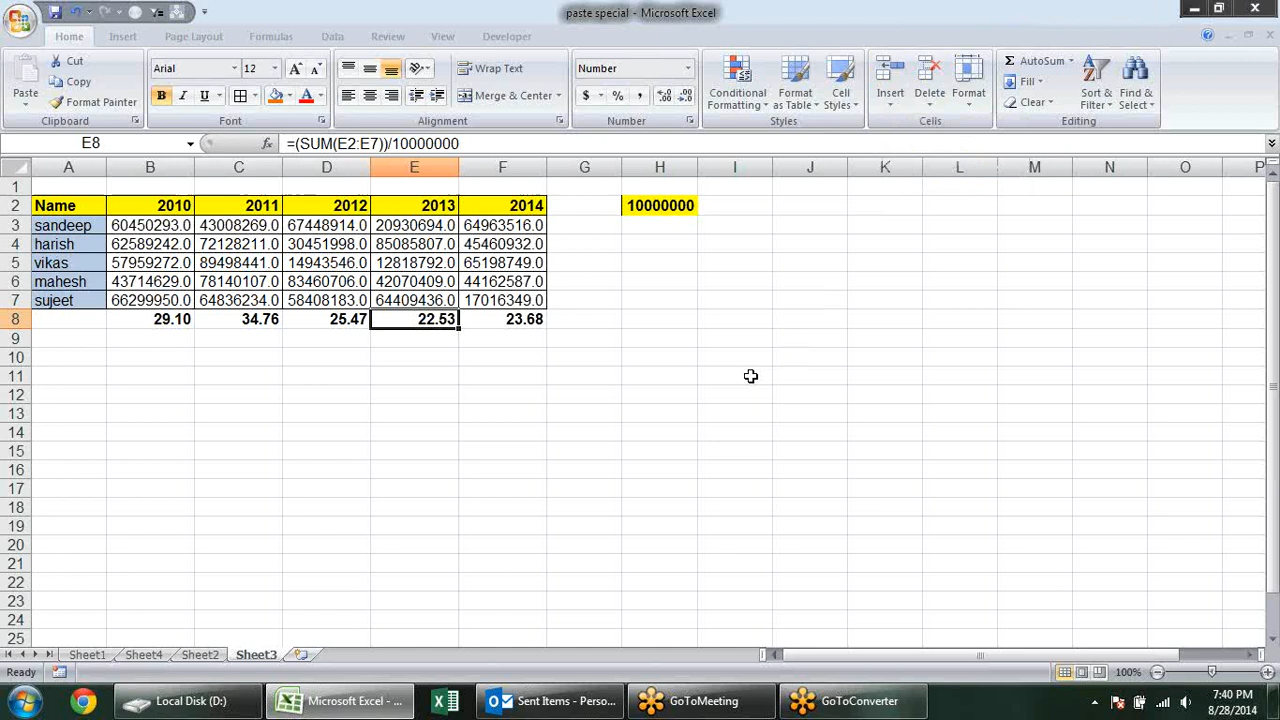 paste special - Microsoft Excel
Home Insert Page Layout Formulas Data Review View Developer
Paste
Cut
Copy
Format Painter
Clipboard
Arial 12
B I U
Font
Wrap Text
Merge & Center
Alignment
Number
$ % ,
Number
Conditional Formatting
Format as Table
Cell Styles
Styles
Insert Delete Format
Cells
Σ AutoSum
Fill
Clear
Sort & Filter
Find & Select
Editing
E8 fx =(SUM(E2:E7))/10000000
A B C D E F G H I J K L M N O P
1
2 Name 2010 2011 2012 2013 2014 10000000
3 sandeep 60450293.0 43008269.0 67448914.0 20930694.0 64963516.0
4 harish 62589242.0 72128211.0 30451998.0 85085807.0 45460932.0
5 vikas 57959272.0 89498441.0 14943546.0 12818792.0 65198749.0
6 mahesh 43714629.0 78140107.0 83460706.0 42070409.0 44162587.0
7 sujeet 66299950.0 64836234.0 58408183.0 64409436.0 17016349.0
8 29.10 34.76 25.47 22.53 23.68
9
10
11
12
13
14
15
16
17
18
19
20
21
22
23
24
25
Sheet1 Sheet4 Sheet2 Sheet3
Ready 100%
Local Disk (D:) Microsoft Excel - ... Sent Items - Perso... GoToMeeting GoToConverter
7:40 PM
8/28/2014